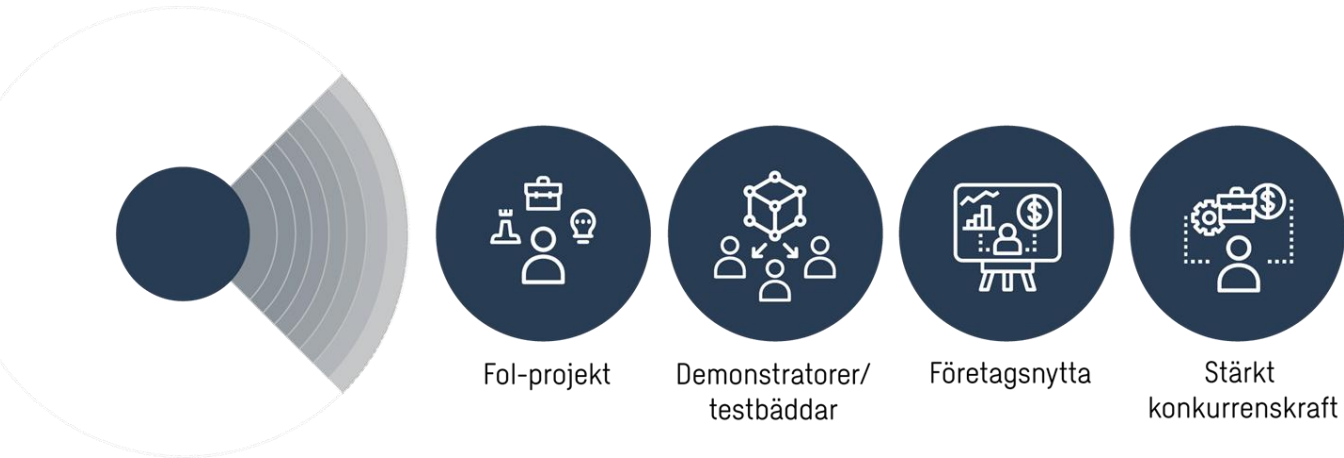 FoI-projekt
Demonstratorer/
testbäddar
Företagsnytta
Stärkt
konkurrenskraft